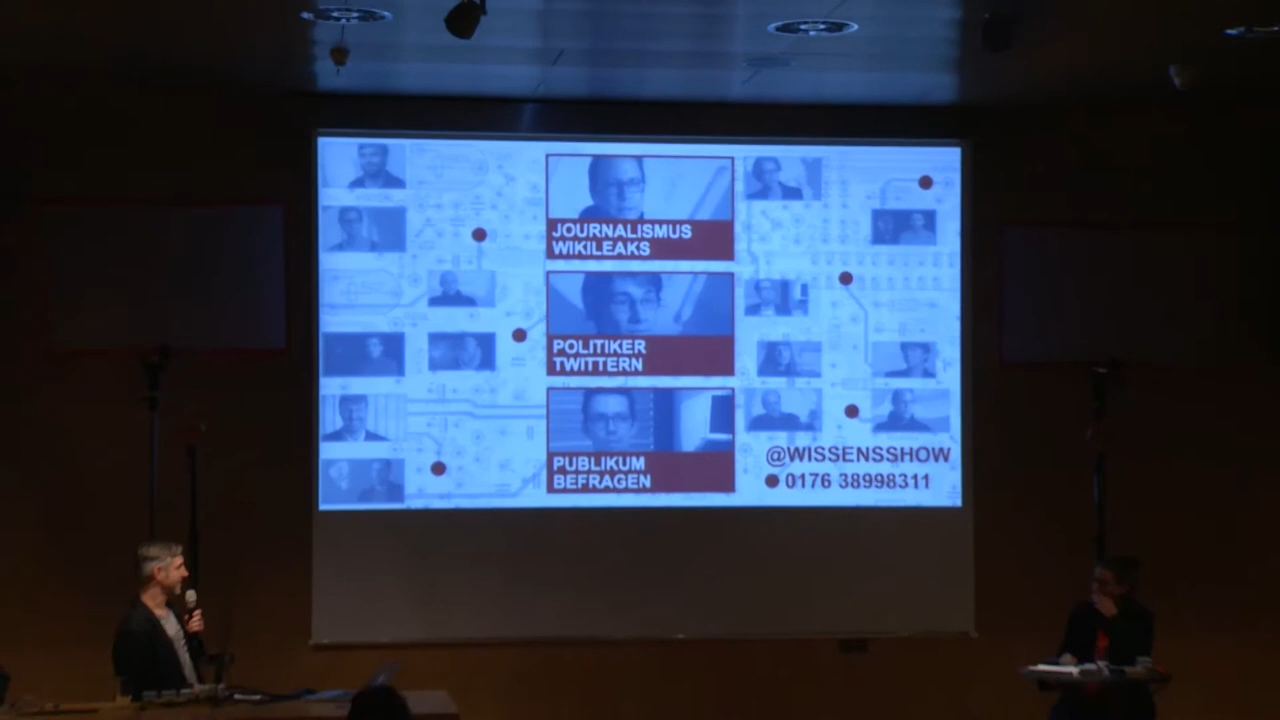 JOURNALISMUS
WIKILEAKS
POLITIKER
TWITTERN
PUBLIKUM
BEFRAGEN
@WISSENSSHOW
0176 38998311